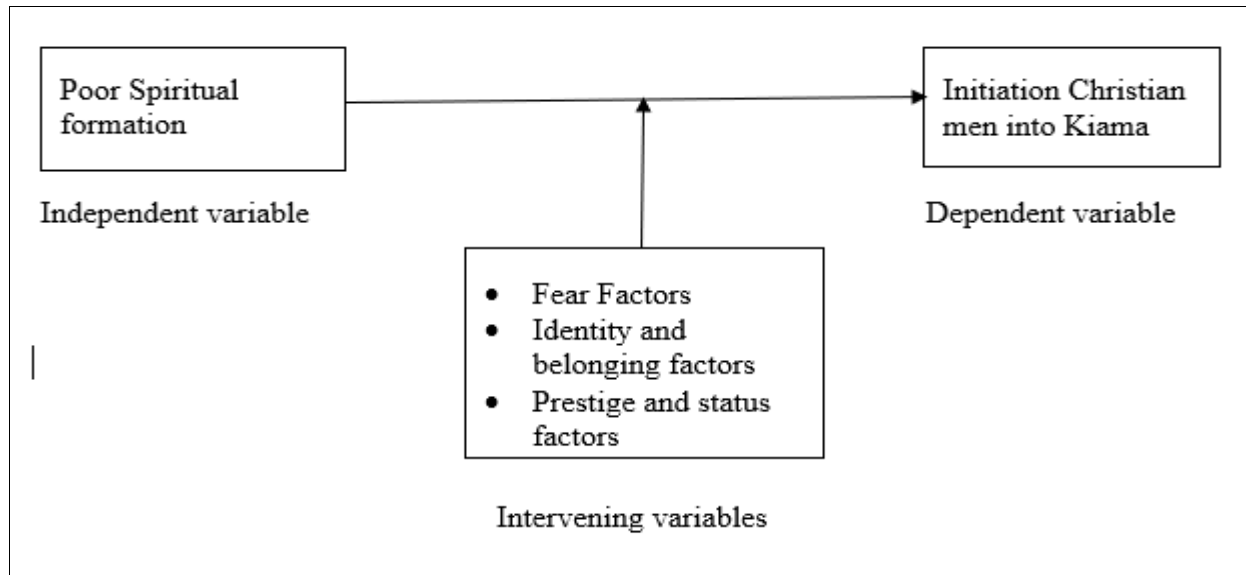 Poor Spiritual
formation
Initiation Christian
men into Kiama
Independent variable
Dependent variable
• Fear Factors
• Identity and
belonging factors
• Prestige and status
factors
Intervening variables